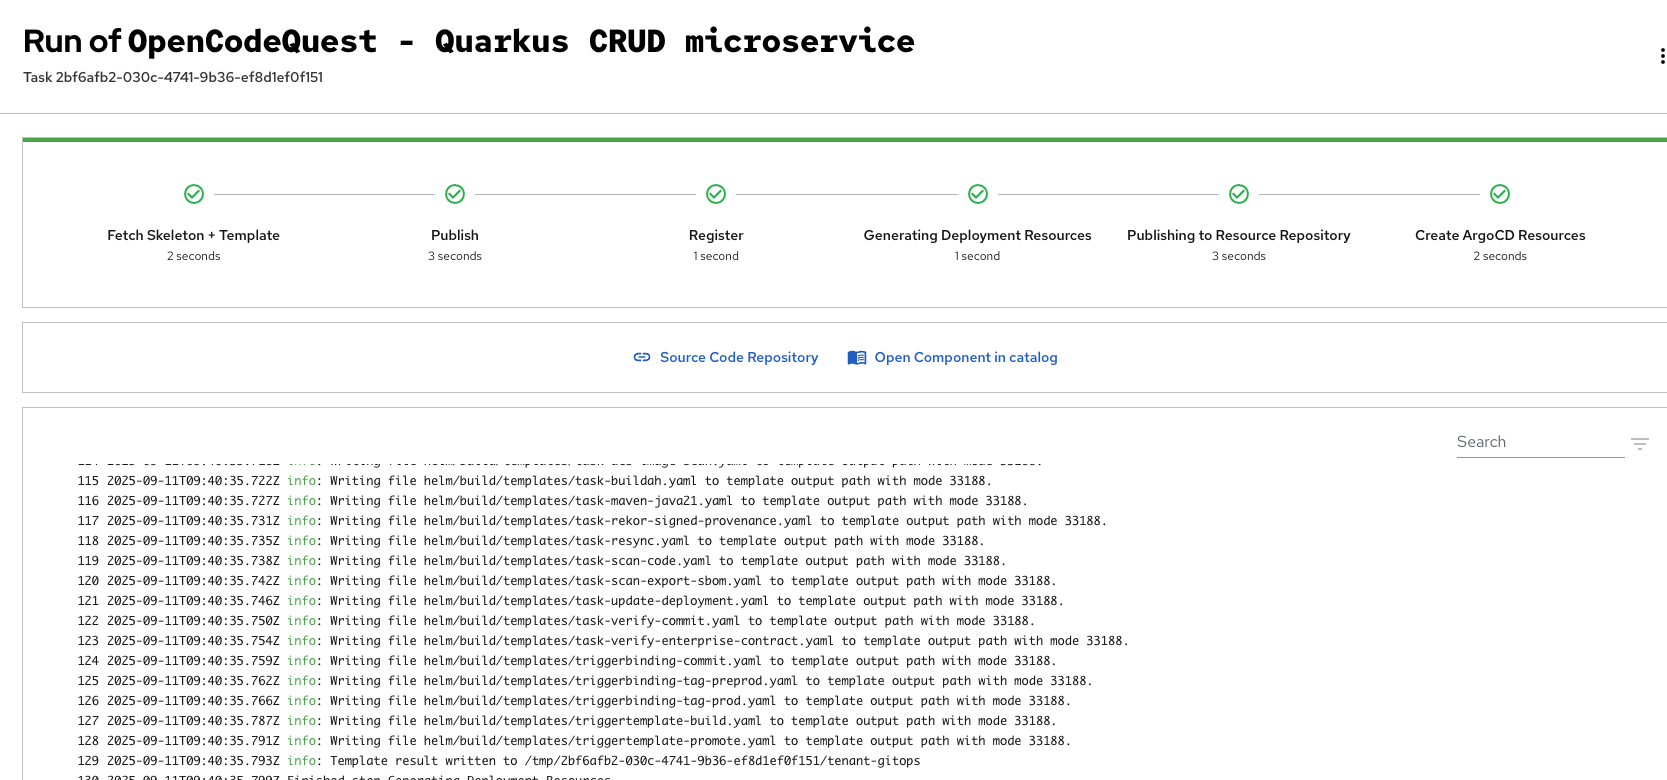 Run of OpenCodeQuest - Quarkus CRUD microservice
Task 2bf6afb2-030c-4741-9b36-ef8d1ef0f151
Fetch Skeleton + Template
2 seconds
Publish
3 seconds
Register
1 second
Generating Deployment Resources
1 second
Publishing to Resource Repository
3 seconds
Create ArgoCD Resources
2 seconds
Source Code Repository
Open Component in catalog
Search
115 2025-09-11T09:40:35.722Z info: Writing file helm/build/templates/task-buildah.yaml to template output path with mode 33188.
116 2025-09-11T09:40:35.727Z info: Writing file helm/build/templates/task-maven-java21.yaml to template output path with mode 33188.
117 2025-09-11T09:40:35.731Z info: Writing file helm/build/templates/task-rekor-signed-provenance.yaml to template output path with mode 33188.
118 2025-09-11T09:40:35.735Z info: Writing file helm/build/templates/task-resync.yaml to template output path with mode 33188.
119 2025-09-11T09:40:35.738Z info: Writing file helm/build/templates/task-scan-code.yaml to template output path with mode 33188.
120 2025-09-11T09:40:35.742Z info: Writing file helm/build/templates/task-scan-export-sbom.yaml to template output path with mode 33188.
121 2025-09-11T09:40:35.746Z info: Writing file helm/build/templates/task-update-deployment.yaml to template output path with mode 33188.
122 2025-09-11T09:40:35.750Z info: Writing file helm/build/templates/task-verify-commit.yaml to template output path with mode 33188.
123 2025-09-11T09:40:35.754Z info: Writing file helm/build/templates/task-verify-enterprise-contract.yaml to template output path with mode 33188.
124 2025-09-11T09:40:35.759Z info: Writing file helm/build/templates/triggerbinding-commit.yaml to template output path with mode 33188.
125 2025-09-11T09:40:35.762Z info: Writing file helm/build/templates/triggerbinding-tag-preprod.yaml to template output path with mode 33188.
126 2025-09-11T09:40:35.766Z info: Writing file helm/build/templates/triggerbinding-tag-prod.yaml to template output path with mode 33188.
127 2025-09-11T09:40:35.787Z info: Writing file helm/build/templates/triggertemplate-build.yaml to template output path with mode 33188.
128 2025-09-11T09:40:35.791Z info: Writing file helm/build/templates/triggertemplate-promote.yaml to template output path with mode 33188.
129 2025-09-11T09:40:35.793Z info: Template result written to /tmp/2bf6afb2-030c-4741-9b36-ef8d1ef0f151/tenant-gitops
130 2025-09-11T09:40:35.799Z Finished step Generating Deployment Resources